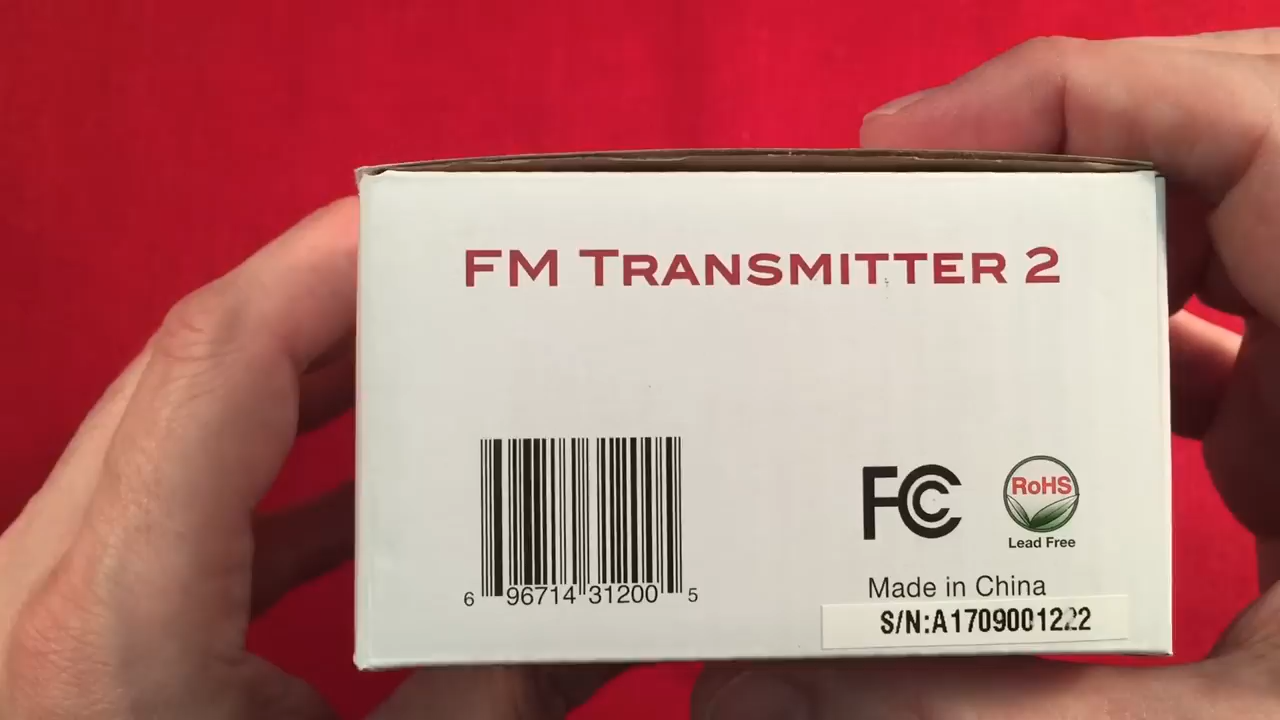 FM TRANSMITTER 2
6 96714 31200 5
FC
RoHS
Lead Free
Made in China
S/N:A1709001222